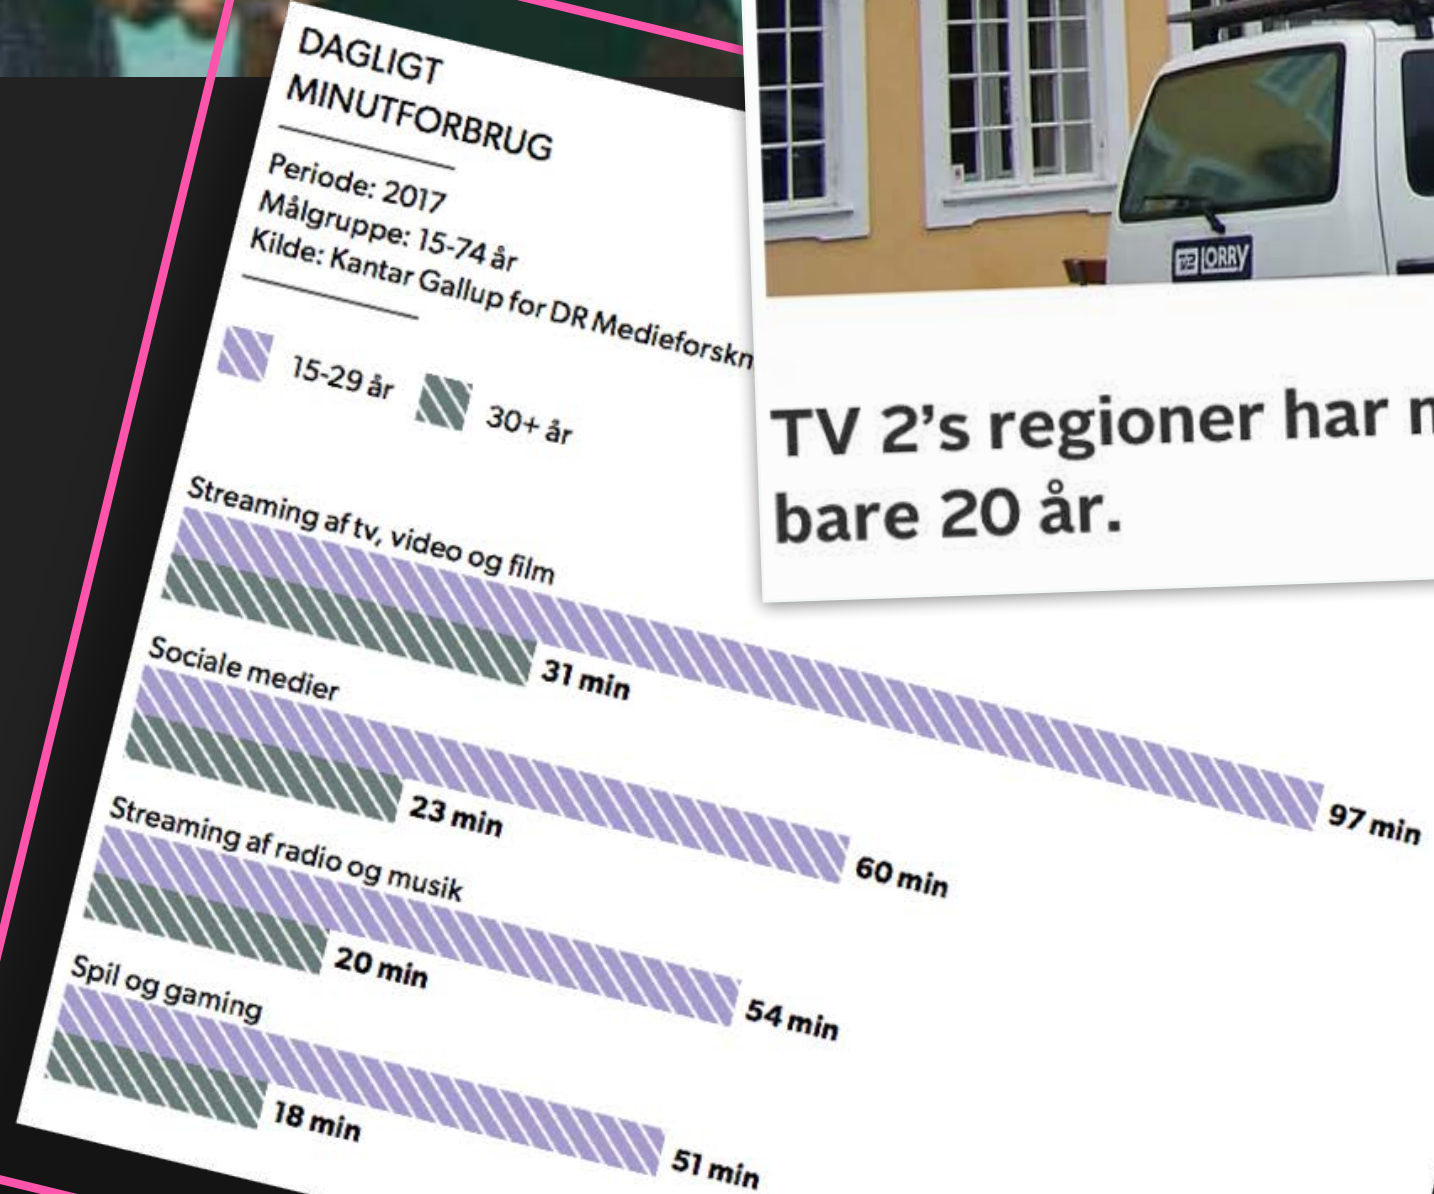 DAGLIGT
MINUTFORBRUG
Periode: 2017
Målgruppe: 15-74 år
Kilde: Kantar Gallup for DR Medieforskn
15-29 år
30+ år
Streaming af tv, video og film
97 min
31 min
Sociale medier
60 min
23 min
Streaming af radio og musik
54 min
20 min
Spil og gaming
51 min
18 min
2 LORRY
TV 2's regioner har
bare 20 år.